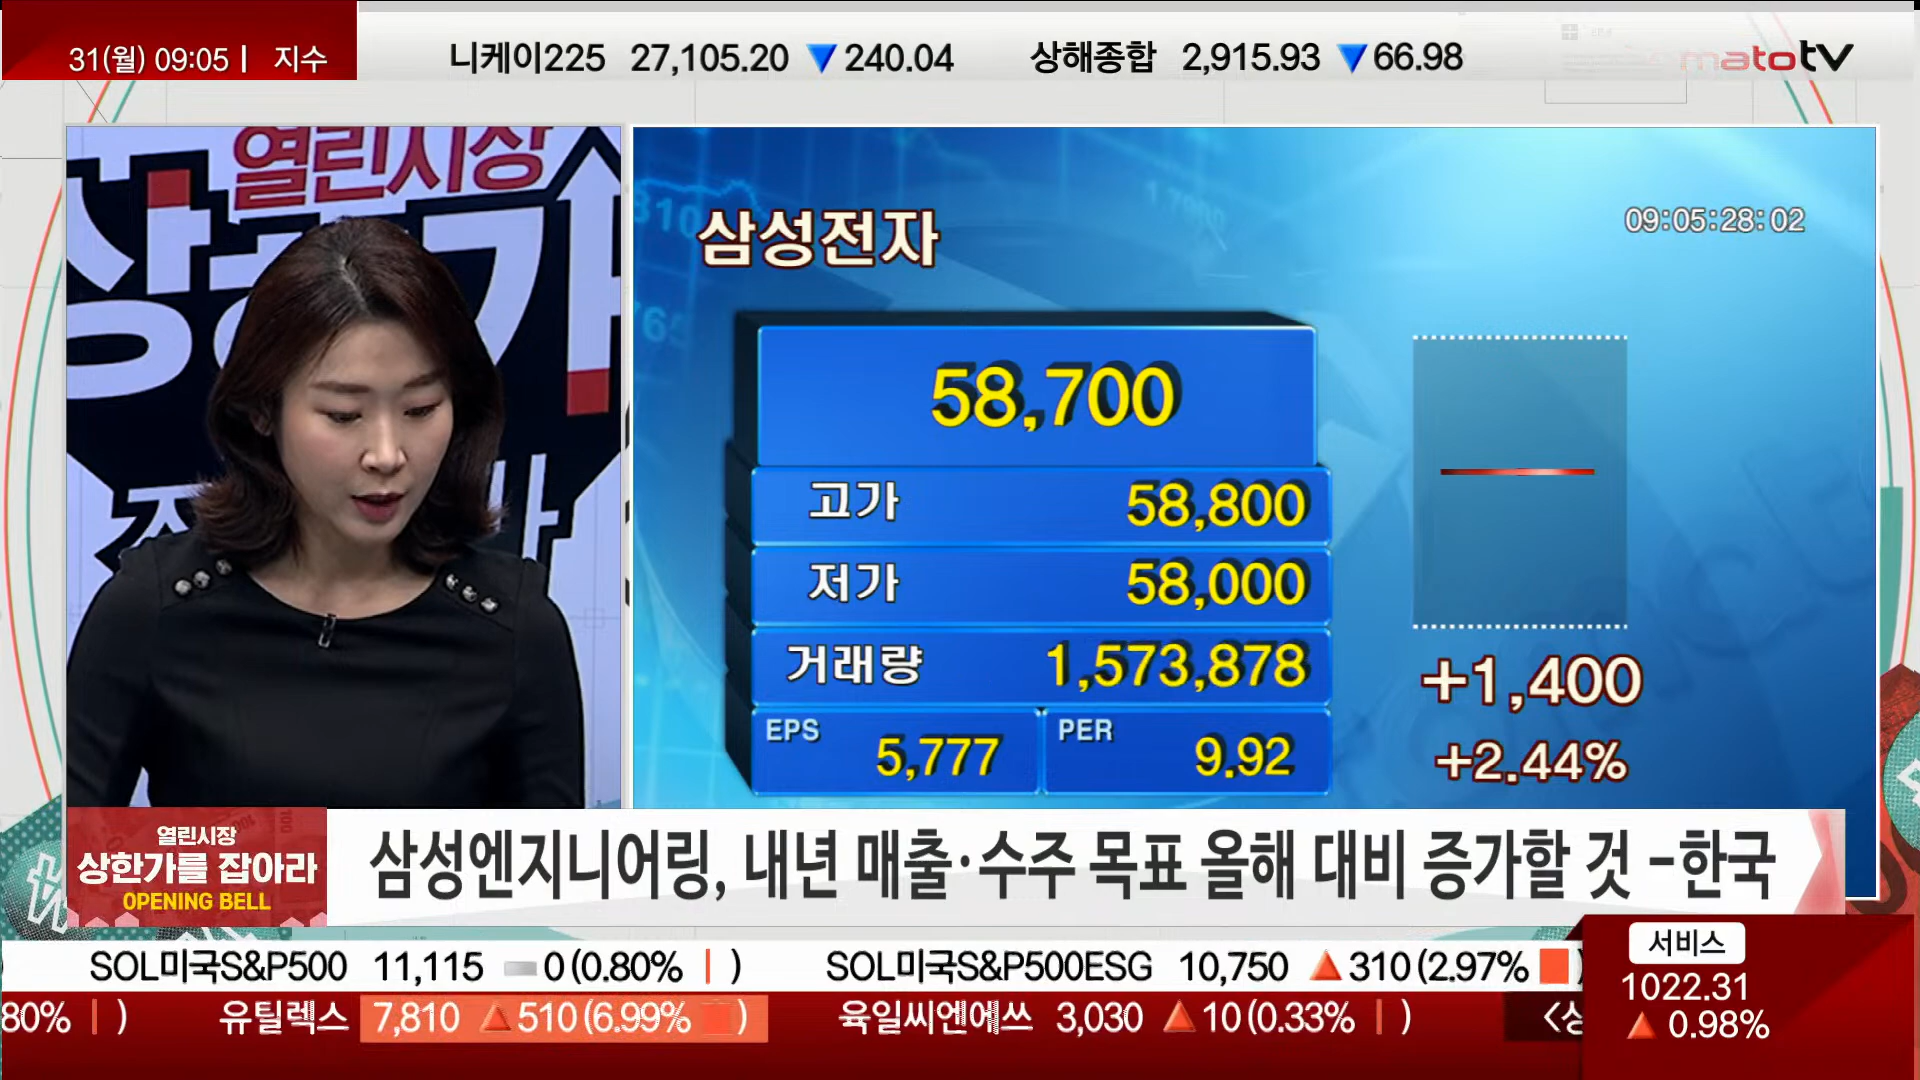 31(월) 09:05 | 지수
니케이225 27,105.20 ▼240.04 상해종합 2,915.93 ▼66.98
matotv
열린시장
삼성전자
09:05:28:02
58,700
고가 58,800
저가 58,000
거래량 1,573,878
EPS 5,777 PER 9.92
+1,400
+2.44%
열린시장
상한가를 잡아라
OPENING BELL
삼성엔지니어링, 내년 매출·수주 목표 올해 대비 증가할 것 -한국
SOL미국S&P500 11,115 0(0.80% ) SOL미국S&P500ESG 10,750 ▲310(2.97% )
80% ) 유틸렉스 7,810 ▲510(6.99% ) 육일씨엔에쓰 3,030 ▲10(0.33% ) <상
서비스
1022.31
▲ 0.98%